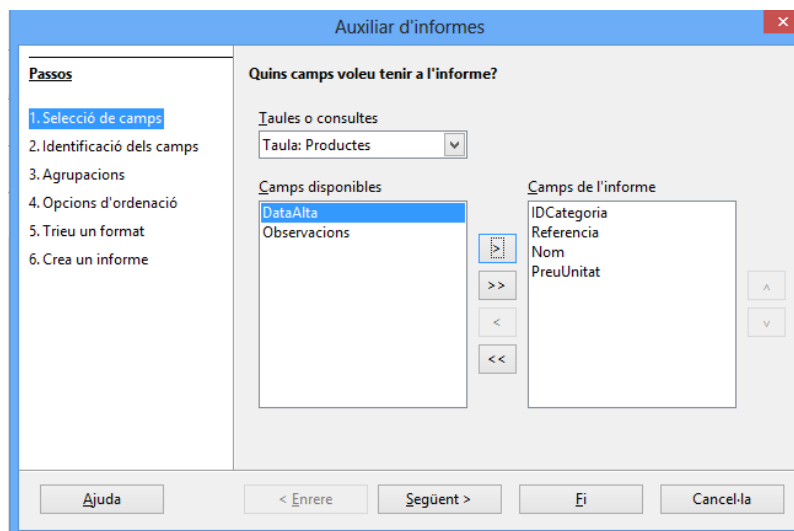 Auxiliar d'informes
Passos
1. Selecció de camps
2. Identificació dels camps
3. Agrupacions
4. Opcions d'ordenació
5. Trieu un format
6. Crea un informe
Quins camps voleu tenir a l'informe?
Taules o consultes
Taula: Productes
Camps disponibles
DataAlta
Observacions
>
>>
<
<<
Camps de l'informe
IDCategoria
Referencia
Nom
PreuUnitat
Ajuda
< Enrere
Següent >
Fi
Cancel·la